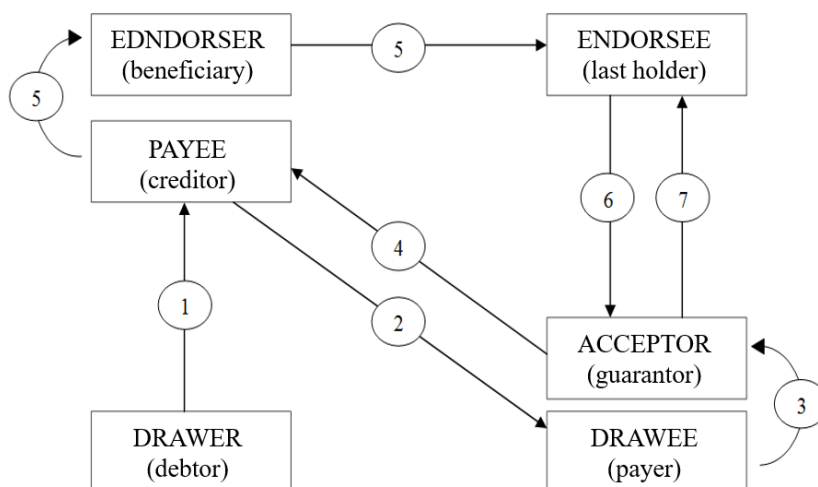 EDNDORSER
(beneficiary)
5
ENDORSEE
(last holder)
5
PAYEE
(creditor)
6
7
4
1
2
ACCEPTOR
(guarantor)
3
DRAWER
(debtor)
DRAWEE
(payer)